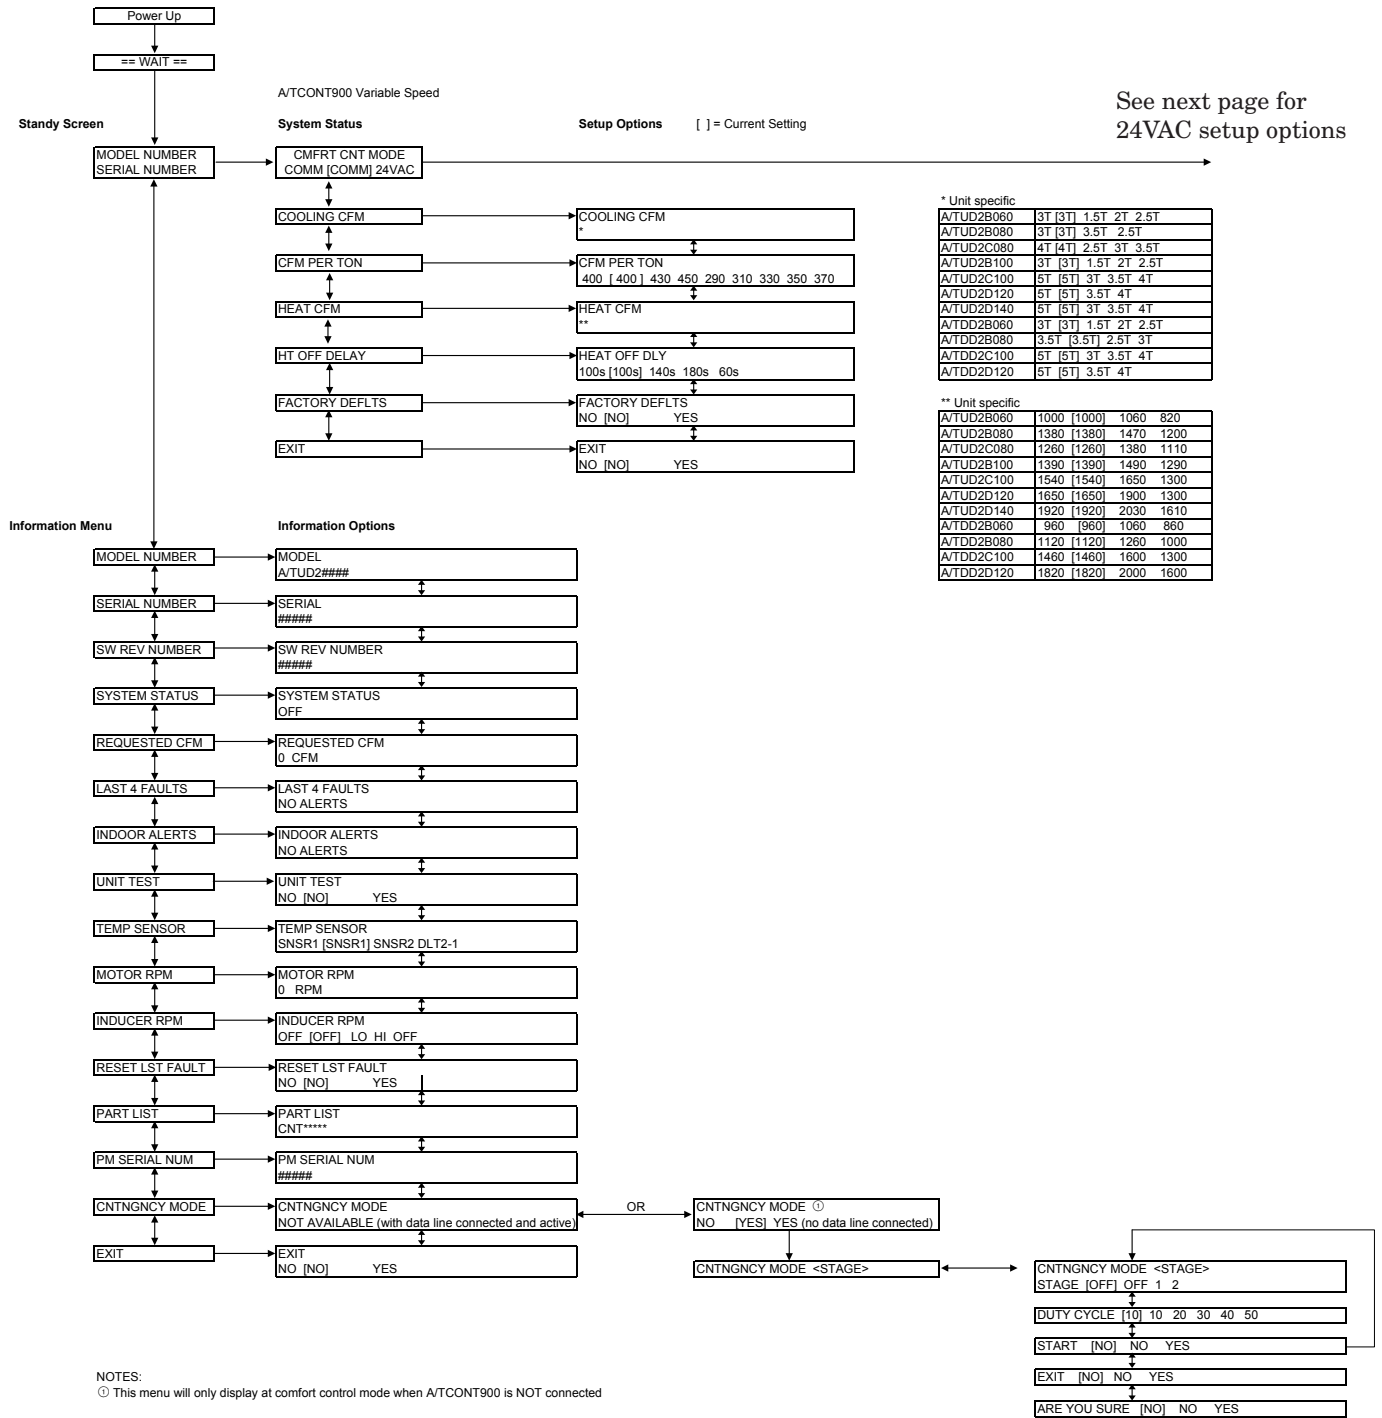 Power Up
== WAIT ==
A/TCONT900 Variable Speed
See next page for
24VAC setup options
Standy Screen
System Status
Setup Options [ ] = Current Setting
MODEL NUMBER
SERIAL NUMBER
CMFRT CNT MODE
COMM [COMM] 24VAC
COOLING CFM
CFM PER TON
HEAT CFM
HT OFF DELAY
FACTORY DEFLTS
EXIT
COOLING CFM
*
CFM PER TON
400 [ 400 ] 430 450 290 310 330 350 370
HEAT CFM
**
HEAT OFF DLY
100s [100s] 140s 180s 60s
FACTORY DEFLTS
NO [NO] YES
EXIT
NO [NO] YES
* Unit specific
A/TUD2B060 3T [3T] 1.5T 2T 2.5T
A/TUD2B080 3T [3T] 3.5T 2.5T
A/TUD2C080 4T [4T] 2.5T 3T 3.5T
A/TUD2B100 3T [3T] 1.5T 2T 2.5T
A/TUD2C100 5T [5T] 3T 3.5T 4T
A/TUD2D120 5T [5T] 3.5T 4T
A/TUD2D140 5T [5T] 3T 3.5T 4T
A/TDD2B060 3T [3T] 1.5T 2T 2.5T
A/TDD2B080 3.5T [3.5T] 2.5T 3T
A/TDD2C100 5T [5T] 3T 3.5T 4T
A/TDD2D120 5T [5T] 3.5T 4T
** Unit specific
A/TUD2B060 1000 [1000] 1060 820
A/TUD2B080 1380 [1380] 1470 1200
A/TUD2C080 1260 [1260] 1380 1110
A/TUD2B100 1390 [1390] 1490 1290
A/TUD2C100 1540 [1540] 1650 1300
A/TUD2D120 1650 [1650] 1900 1300
A/TUD2D140 1920 [1920] 2030 1610
A/TDD2B060 960 [960] 1060 860
A/TDD2B080 1120 [1120] 1260 1000
A/TDD2C100 1460 [1460] 1600 1300
A/TDD2D120 1820 [1820] 2000 1600
Information Menu
Information Options
MODEL NUMBER
MODEL
A/TUD2####
SERIAL NUMBER
SERIAL
#####
SW REV NUMBER
SW REV NUMBER
#####
SYSTEM STATUS
SYSTEM STATUS
OFF
REQUESTED CFM
REQUESTED CFM
0 CFM
LAST 4 FAULTS
LAST 4 FAULTS
NO ALERTS
INDOOR ALERTS
INDOOR ALERTS
NO ALERTS
UNIT TEST
UNIT TEST
NO [NO] YES
TEMP SENSOR
TEMP SENSOR
SNSR1 [SNSR1] SNSR2 DLT2-1
MOTOR RPM
MOTOR RPM
0 RPM
INDUCER RPM
INDUCER RPM
OFF [OFF] LO HI OFF
RESET LST FAULT
RESET LST FAULT
NO [NO] YES
PART LIST
PART LIST
CNT*****
PM SERIAL NUM
PM SERIAL NUM
#####
CNTNGNCY MODE
CNTNGNCY MODE
NOT AVAILABLE (with data line connected and active)
OR
CNTNGNCY MODE ①
NO [YES] YES (no data line connected)
EXIT
EXIT
NO [NO] YES
CNTNGNCY MODE <STAGE>
CNTNGNCY MODE <STAGE>
STAGE [OFF] OFF 1 2
DUTY CYCLE [10] 10 20 30 40 50
START [NO] NO YES
EXIT [NO] NO YES
ARE YOU SURE [NO] NO YES
NOTES:
① This menu will only display at comfort control mode when A/TCONT900 is NOT connected